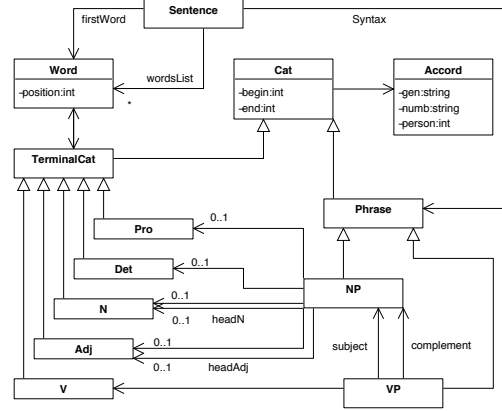 Sentence
firstWord
Syntax
Word
-position:int
wordsList
*
Cat
-begin:int
-end:int
Accord
-gen:string
-numb:string
-person:int
TerminalCat
Phrase
Pro
0..1
Det
0..1
NP
N
0..1
0..1
headN
Adj
0..1
0..1
headAdj
subject
complement
V
VP